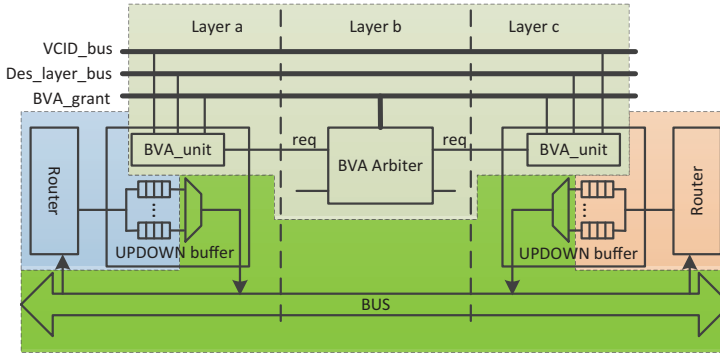 Layer a
Layer b
Layer c
VCID_bus
Des_layer_bus
BVA_grant
BVA_unit
req
BVA Arbiter
req
BVA_unit
Router
Router
UPDOWN buffer
UPDOWN buffer
BUS